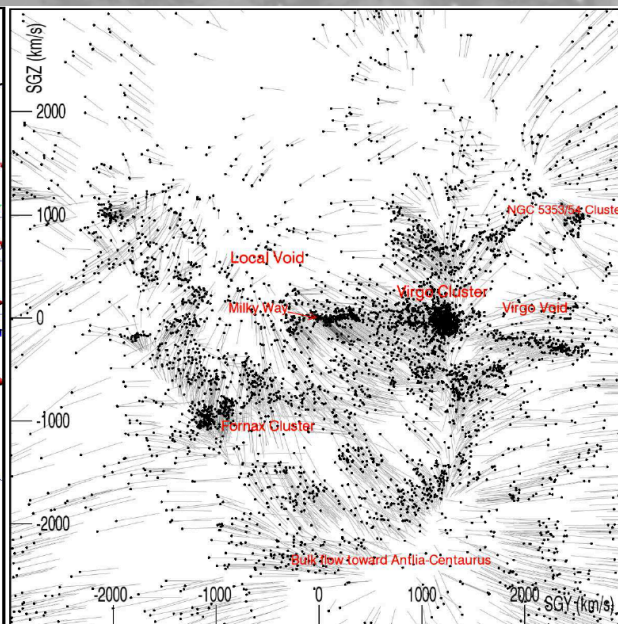 SGZ (km/s)
2000
1000
NGC 5353/54 Cluste
Local Void
Virgo Cluster
Milky Way
Virgo Void
0
-1000
Fornax Cluster
-2000
Bulk flow toward Antlia-Centaurus
SGY (km/s)
-2000 -1000 0 1000 2000